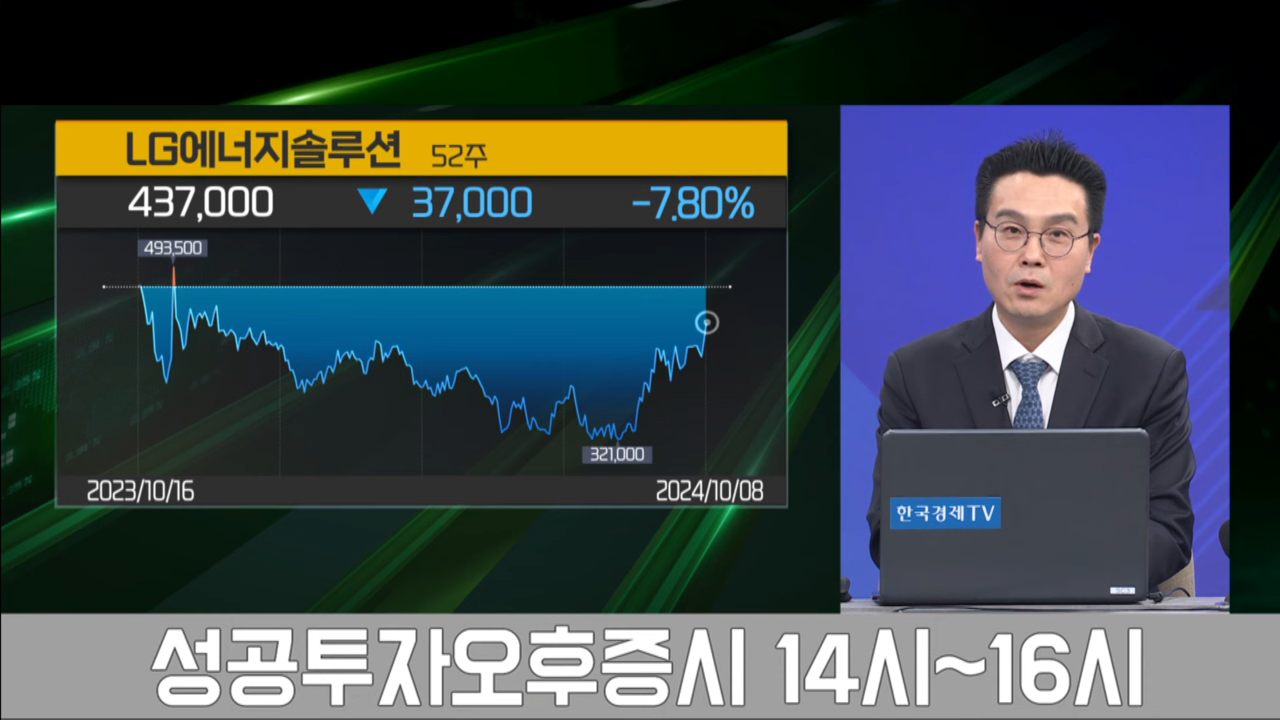 LG에너지솔루션 52주
437,000 ▼ 37,000 -7.80%
493,500
321,000
2023/10/16 2024/10/08
한국경제TV
성공투자오후증시 14시~16시